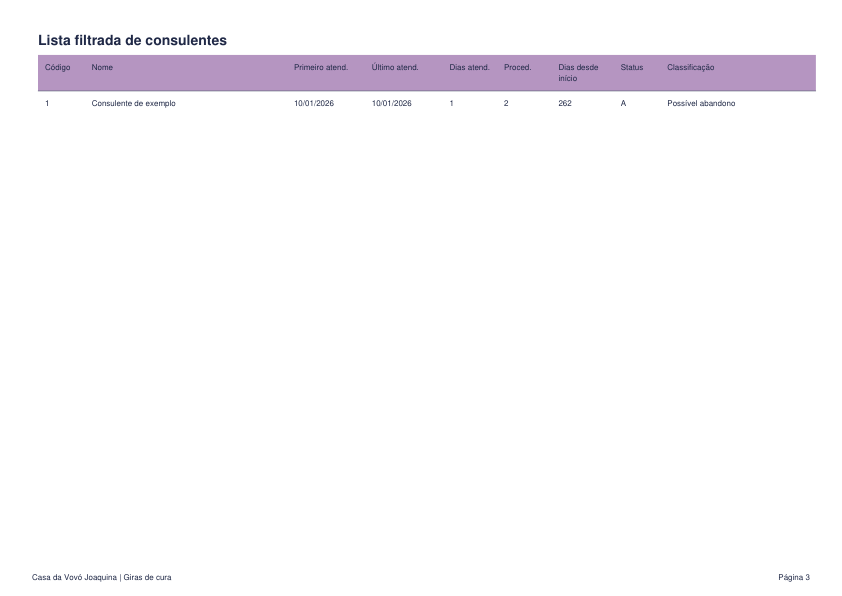 Lista filtrada de consulentes
Código Nome Primeiro atend. Último atend. Dias atend. Proced. Dias desde início Status Classificação
1 Consulente de exemplo 10/01/2026 10/01/2026 1 2 262 A Possível abandono
Casa da Vovó Joaquina | Giras de cura Página 3